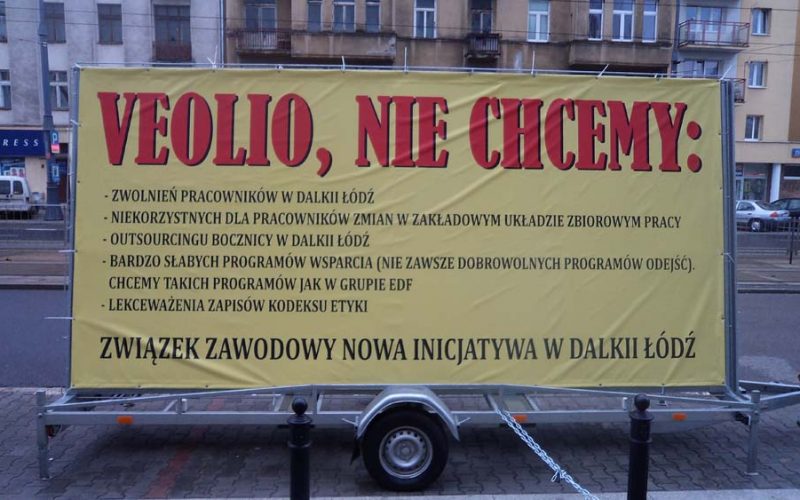 VEOLIO, NIE CHCEMY:
- ZWOLNIEŃ PRACOWNIKÓW W DALKII ŁÓDŹ
- NIEKORZYSTNYCH DLA PRACOWNIKÓW ZMIAN W ZAKŁADOWYM UKŁADZIE ZBIOROWYM PRACY
- OUTSOURCINGU BOCZNICY W DALKII ŁÓDŹ
- BARDZO SŁABYCH PROGRAMÓW WSPARCIA (NIE ZAWSZE DOBROWOLNYCH PROGRAMÓW ODEJŚĆ).
CHCEMY TAKICH PROGRAMÓW JAK W GRUPIE EDF
- LEKCEWAŻENIA ZAPISÓW KODEKSU ETYKI
ZWIĄZEK ZAWODOWY NOWA INICJATYWA W DALKII ŁÓDŹ